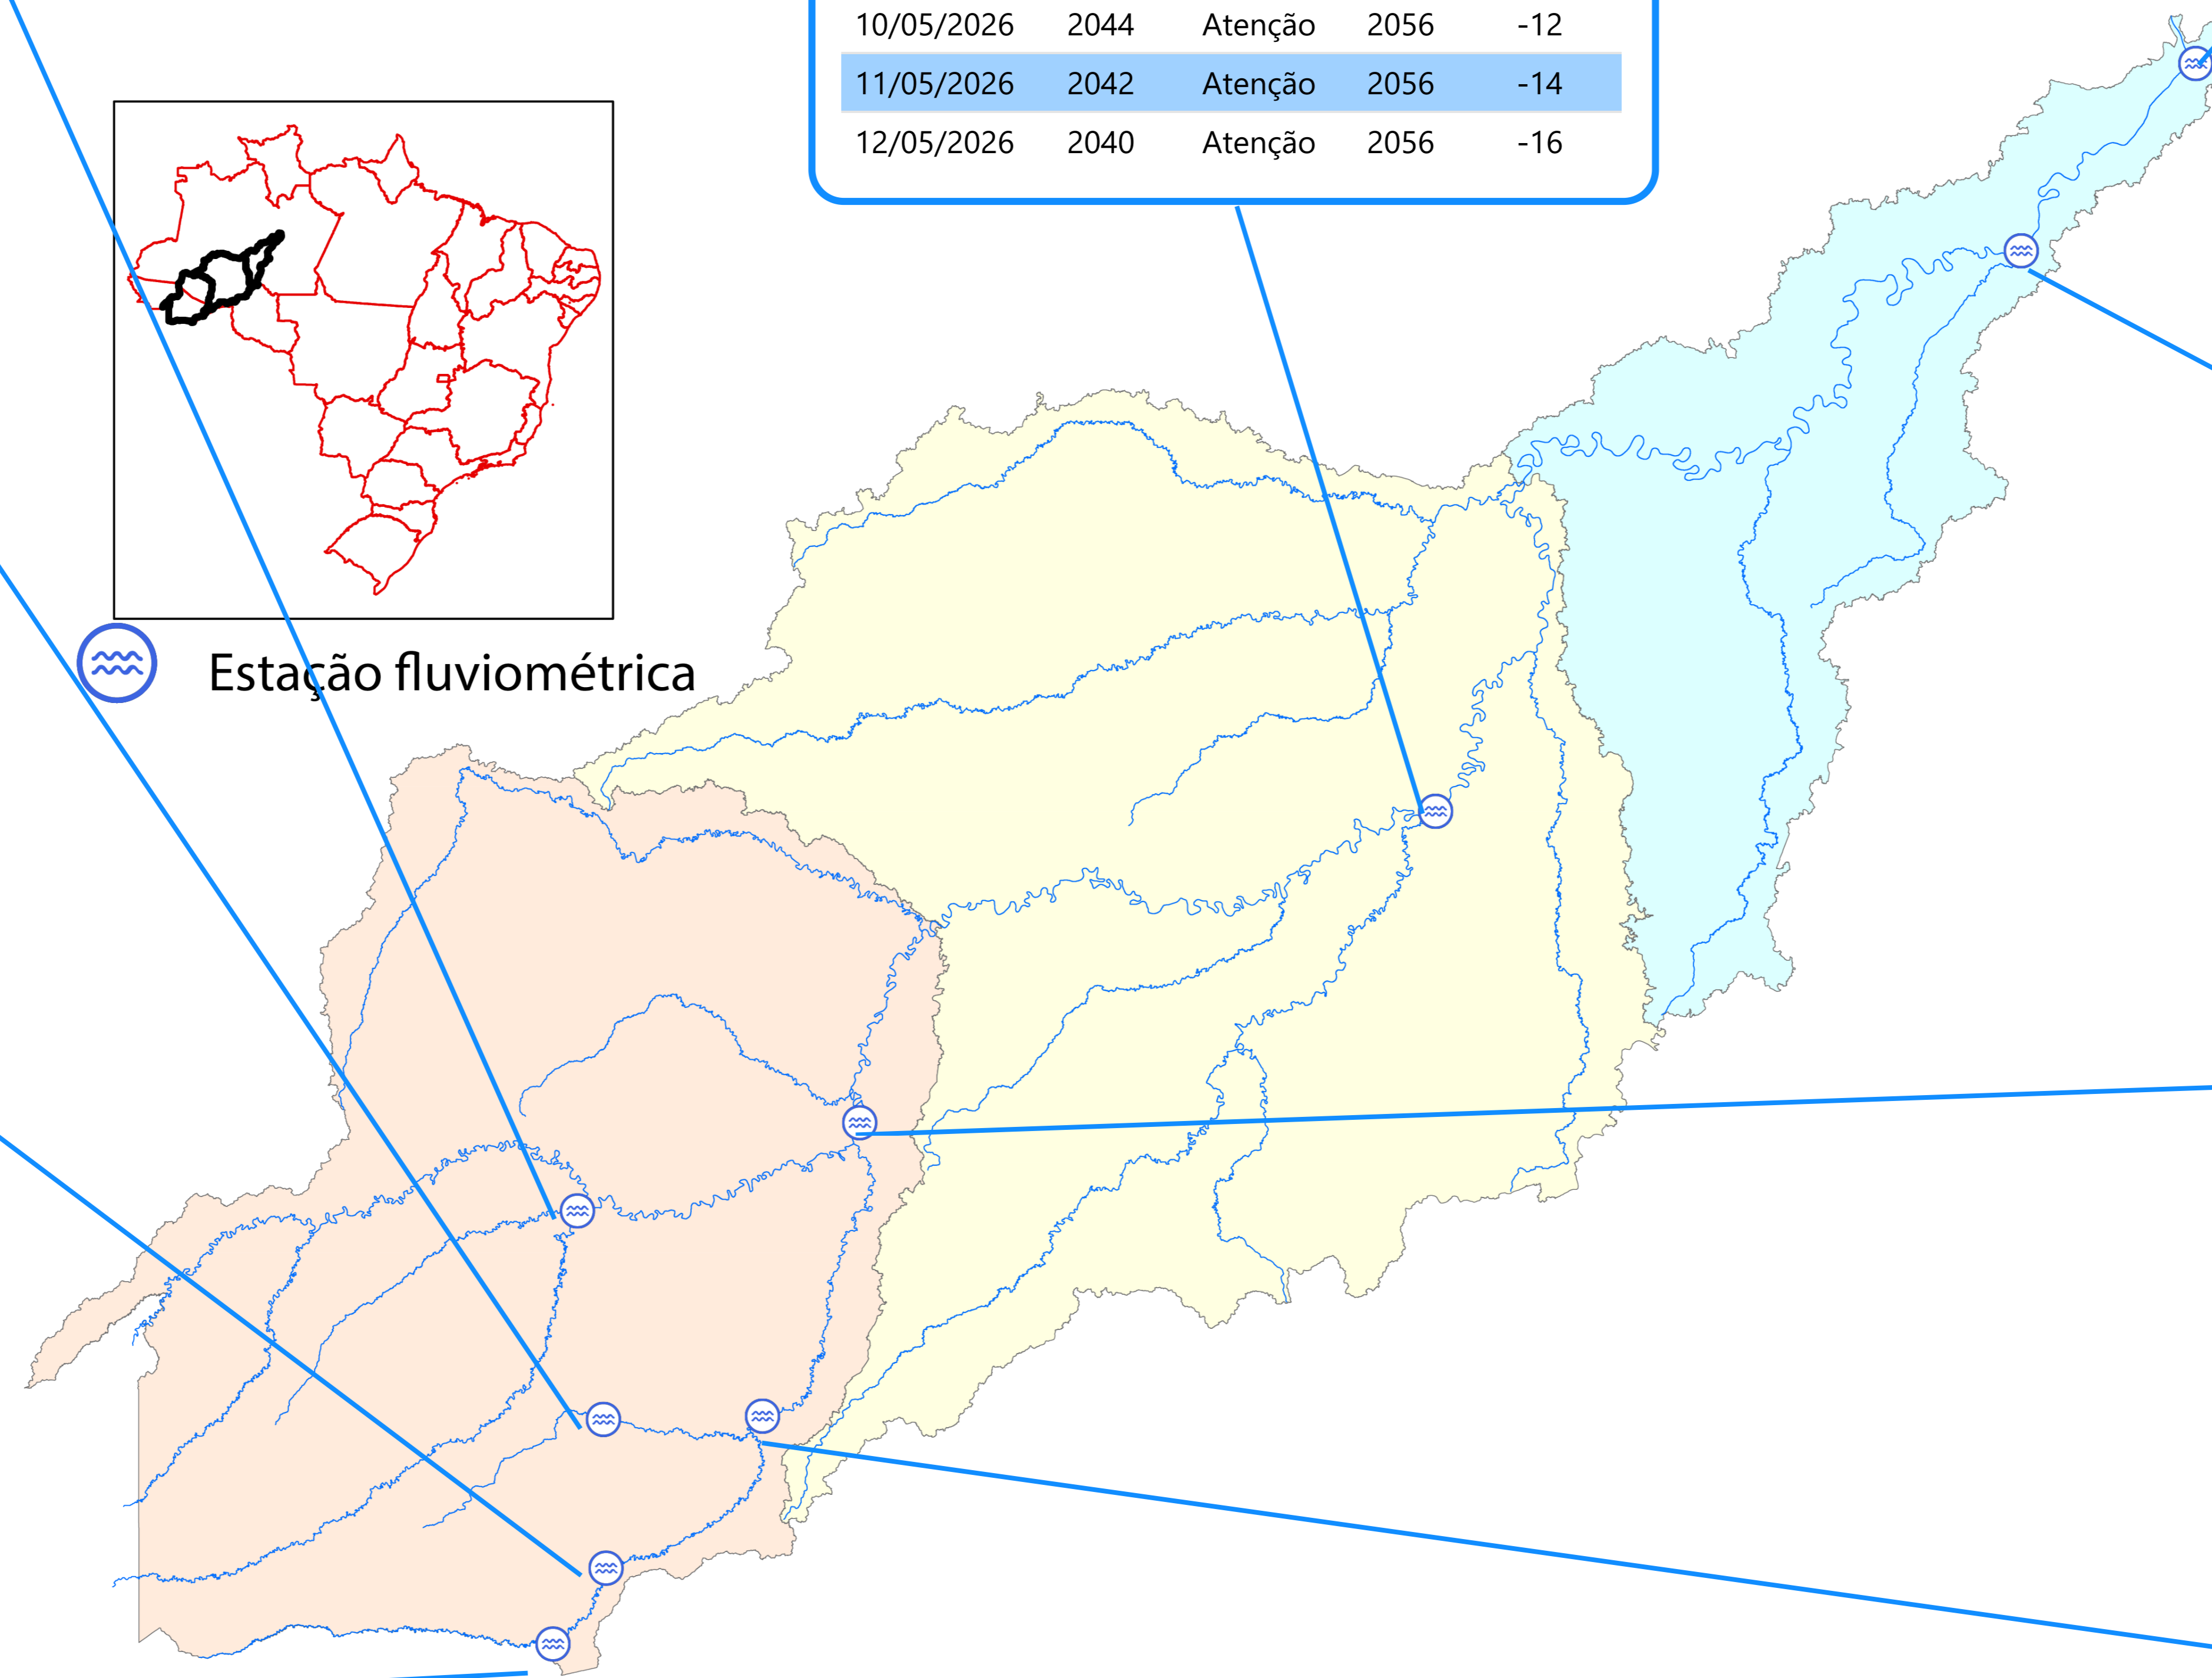 10/05/2026 2044 Atenção 2056 -12
11/05/2026 2042 Atenção 2056 -14
12/05/2026 2040 Atenção 2056 -16
Estação fluviométrica